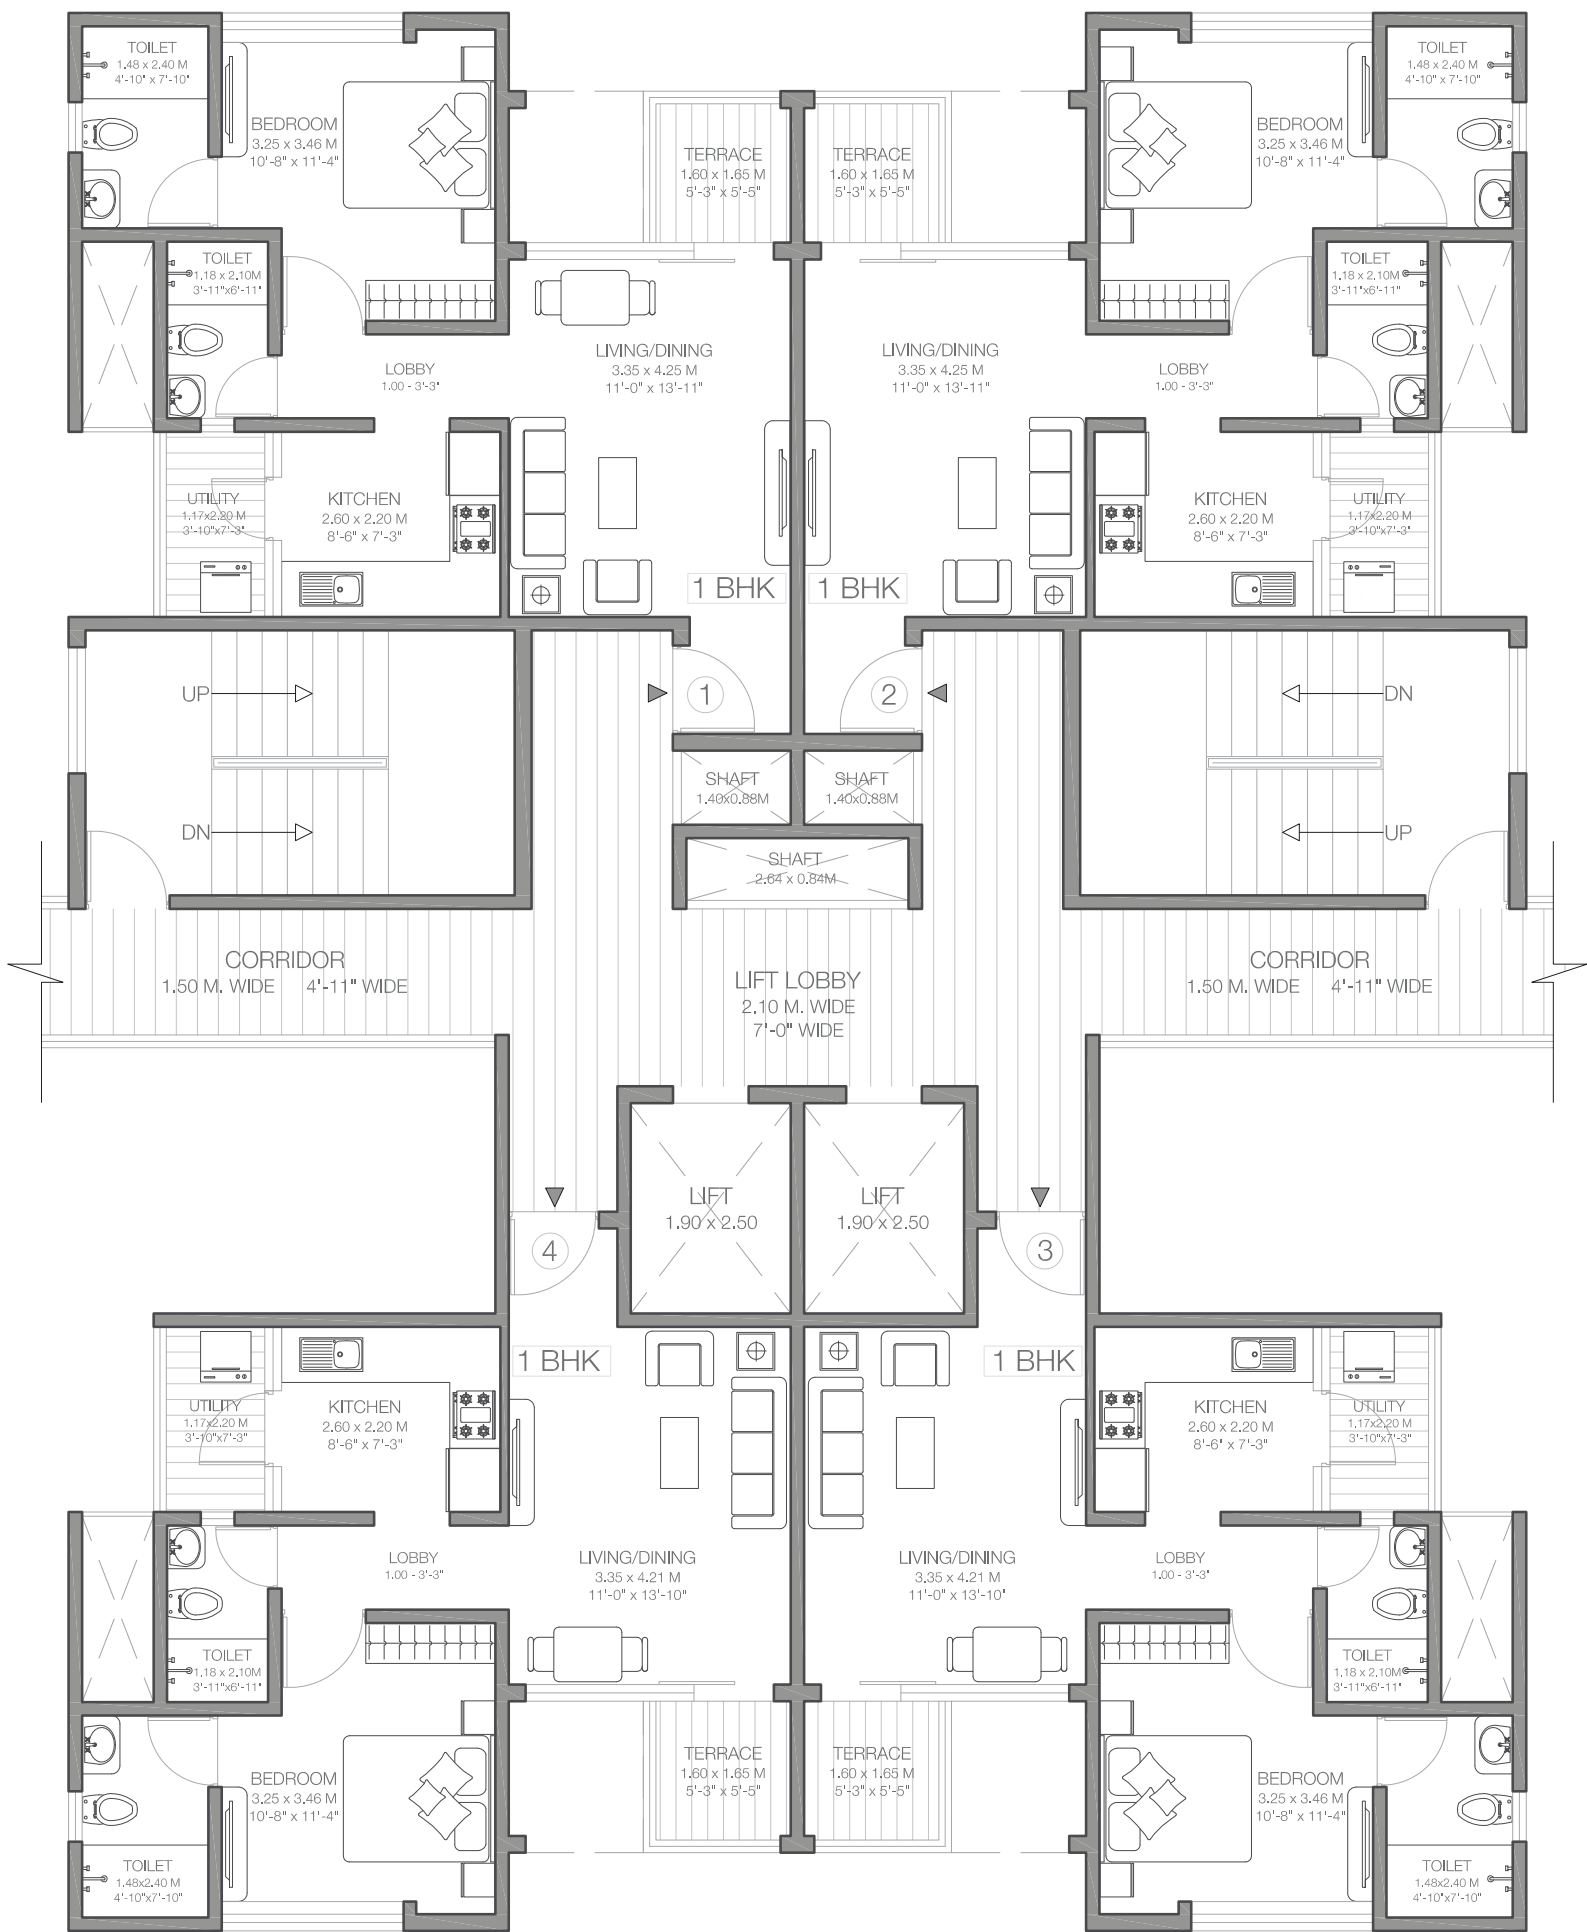 TOILET
1.48 x 2.40 M
4'-10" x 7'-10"
BEDROOM
3.25 x 3.46 M
10'-8" x 11'-4"
TERRACE
1.60 x 1.65 M
5'-3" x 5'-5"
TERRACE
1.60 x 1.65 M
5'-3" x 5'-5"
BEDROOM
3.25 x 3.46 M
10'-8" x 11'-4"
TOILET
1.48 x 2.40 M
4'-10" x 7'-10"
TOILET
1.18 x 2.10M
3'-11"x6'-11"
LOBBY
1.00 - 3'-3"
LIVING/DINING
3.35 x 4.25 M
11'-0" x 13'-11"
LIVING/DINING
3.35 x 4.25 M
11'-0" x 13'-11"
LOBBY
1.00 - 3'-3"
TOILET
1.18 x 2.10M
3'-11"x6'-11"
UTILITY
1.17x2.20 M
3'-10"x7'-3"
KITCHEN
2.60 x 2.20 M
8'-6" x 7'-3"
1 BHK
1 BHK
KITCHEN
2.60 x 2.20 M
8'-6" x 7'-3"
UTILITY
1.17x2.20 M
3'-10"x7'-3"
UP
DN
1
2
DN
UP
SHAFT
1.40x0.88M
SHAFT
1.40x0.88M
SHAFT
2.64 x 0.84M
CORRIDOR
1.50 M. WIDE 4'-11" WIDE
LIFT LOBBY
2.10 M. WIDE
7'-0" WIDE
CORRIDOR
1.50 M. WIDE 4'-11" WIDE
4
LIFT
1.90 x 2.50
LIFT
1.90 x 2.50
3
1 BHK
1 BHK
UTILITY
1.17x2.20 M
3'-10"x7'-3"
KITCHEN
2.60 x 2.20 M
8'-6" x 7'-3"
KITCHEN
2.60 x 2.20 M
8'-6" x 7'-3"
UTILITY
1.17x2.20 M
3'-10"x7'-3"
LOBBY
1.00 - 3'-3"
LIVING/DINING
3.35 x 4.21 M
11'-0" x 13'-10"
LIVING/DINING
3.35 x 4.21 M
11'-0" x 13'-10"
LOBBY
1.00 - 3'-3"
TOILET
1.18 x 2.10M
3'-11"x6'-11"
TOILET
1.18 x 2.10M
3'-11"x6'-11"
BEDROOM
3.25 x 3.46 M
10'-8" x 11'-4"
TERRACE
1.60 x 1.65 M
5'-3" x 5'-5"
TERRACE
1.60 x 1.65 M
5'-3" x 5'-5"
BEDROOM
3.25 x 3.46 M
10'-8" x 11'-4"
TOILET
1.48x2.40 M
4'-10"x7'-10"
TOILET
1.48x2.40 M
4'-10"x7'-10"